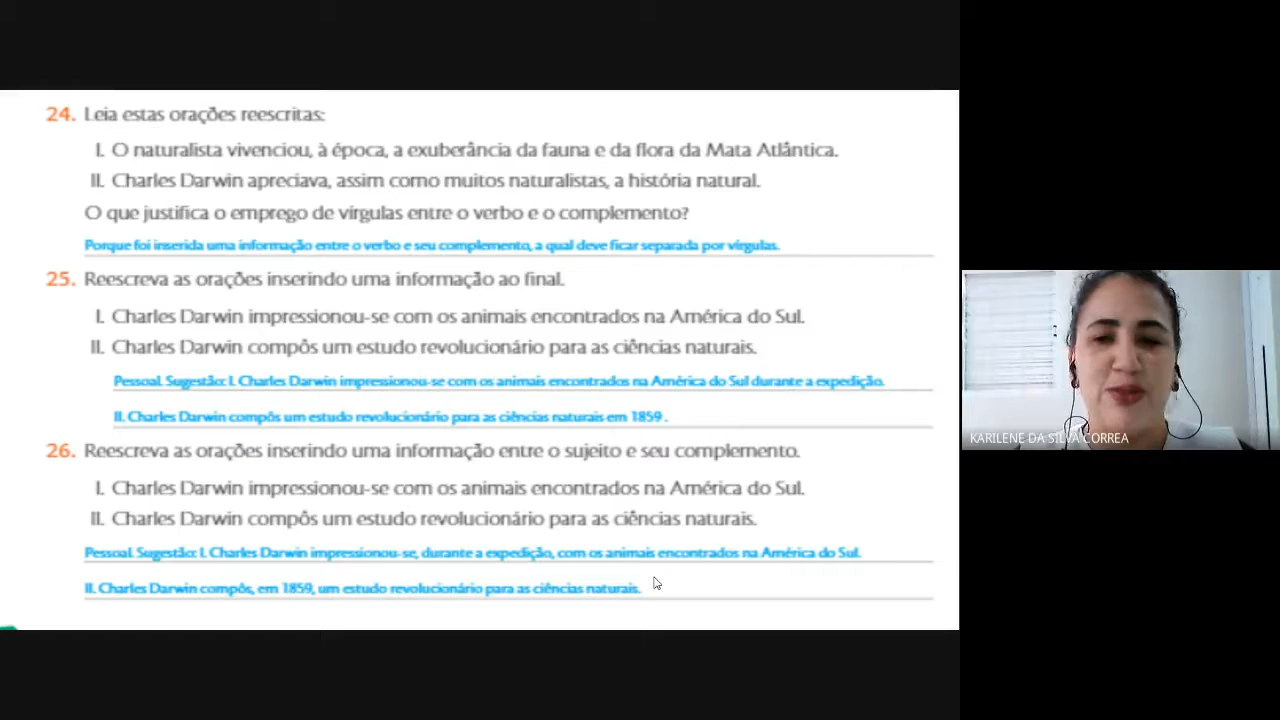 24. Leia estas orações reescritas:
I. O naturalista vivenciou, à época, a exuberância da fauna e da flora da Mata Atlântica.
II. Charles Darwin apreciava, assim como muitos naturalistas, a história natural.
O que justifica o emprego de vírgulas entre o verbo e o complemento?
Porque foi inserida uma informação entre o verbo e seu complemento, a qual deve ficar separada por vírgulas.
25. Reescreva as orações inserindo uma informação ao final.
I. Charles Darwin impressionou-se com os animais encontrados na América do Sul.
II. Charles Darwin compôs um estudo revolucionário para as ciências naturais.
Pessoal. Sugestão: I. Charles Darwin impressionou-se com os animais encontrados na América do Sul durante a expedição.
II. Charles Darwin compôs um estudo revolucionário para as ciências naturais em 1859.
26. Reescreva as orações inserindo uma informação entre o sujeito e seu complemento.
I. Charles Darwin impressionou-se com os animais encontrados na América do Sul.
II. Charles Darwin compôs um estudo revolucionário para as ciências naturais.
Pessoal. Sugestão: I. Charles Darwin impressionou-se, durante a expedição, com os animais encontrados na América do Sul.
II. Charles Darwin compôs, em 1859, um estudo revolucionário para as ciências naturais.
KARILENE DA SILVA CORREA